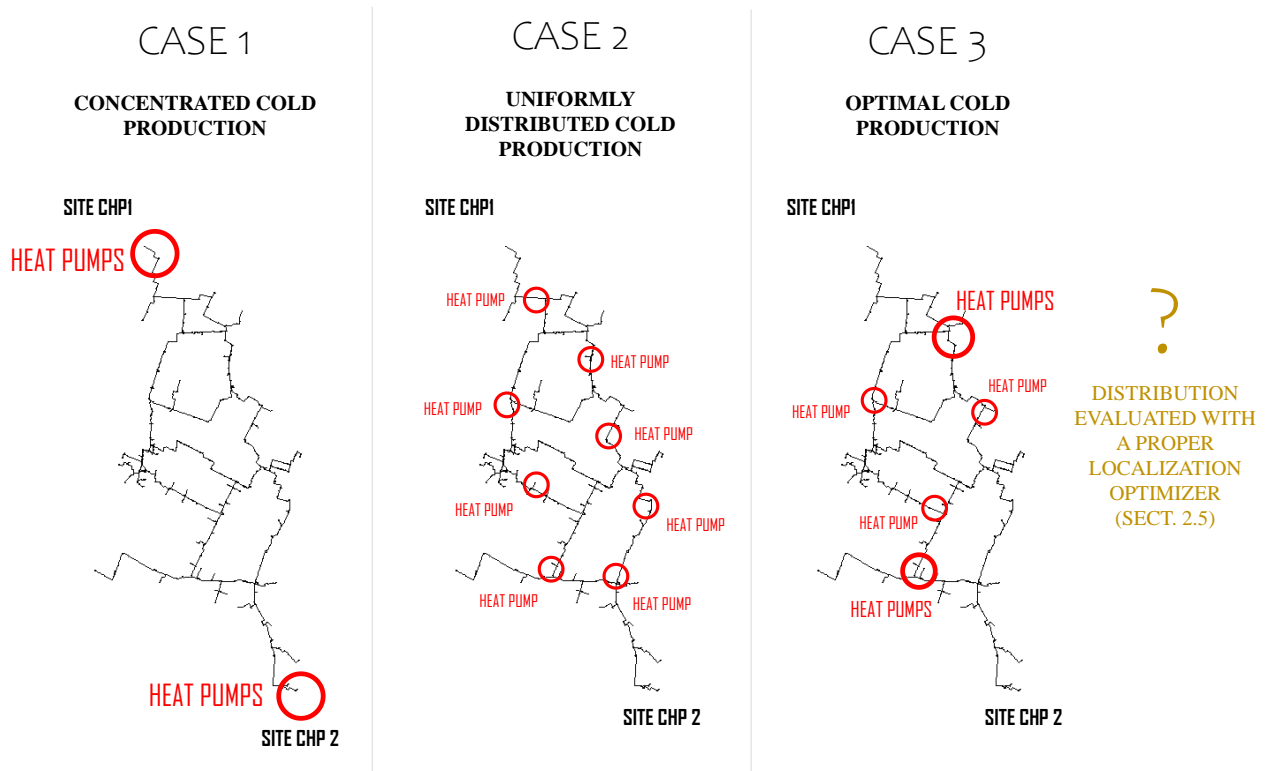 CASE 1
CONCENTRATED COLD
PRODUCTION
SITE CHP1
HEAT PUMPS
HEAT PUMPS
SITE CHP 2
CASE 2
UNIFORMLY
DISTRIBUTED COLD
PRODUCTION
SITE CHP1
HEAT PUMP
HEAT PUMP
HEAT PUMP
HEAT PUMP
HEAT PUMP
HEAT PUMP
HEAT PUMP
HEAT PUMP
SITE CHP 2
CASE 3
OPTIMAL COLD
PRODUCTION
SITE CHP1
HEAT PUMPS
HEAT PUMP
HEAT PUMP
HEAT PUMP
HEAT PUMPS
SITE CHP 2
?
DISTRIBUTION
EVALUATED WITH
A PROPER
LOCALIZATION
OPTIMIZER
(SECT. 2.5)